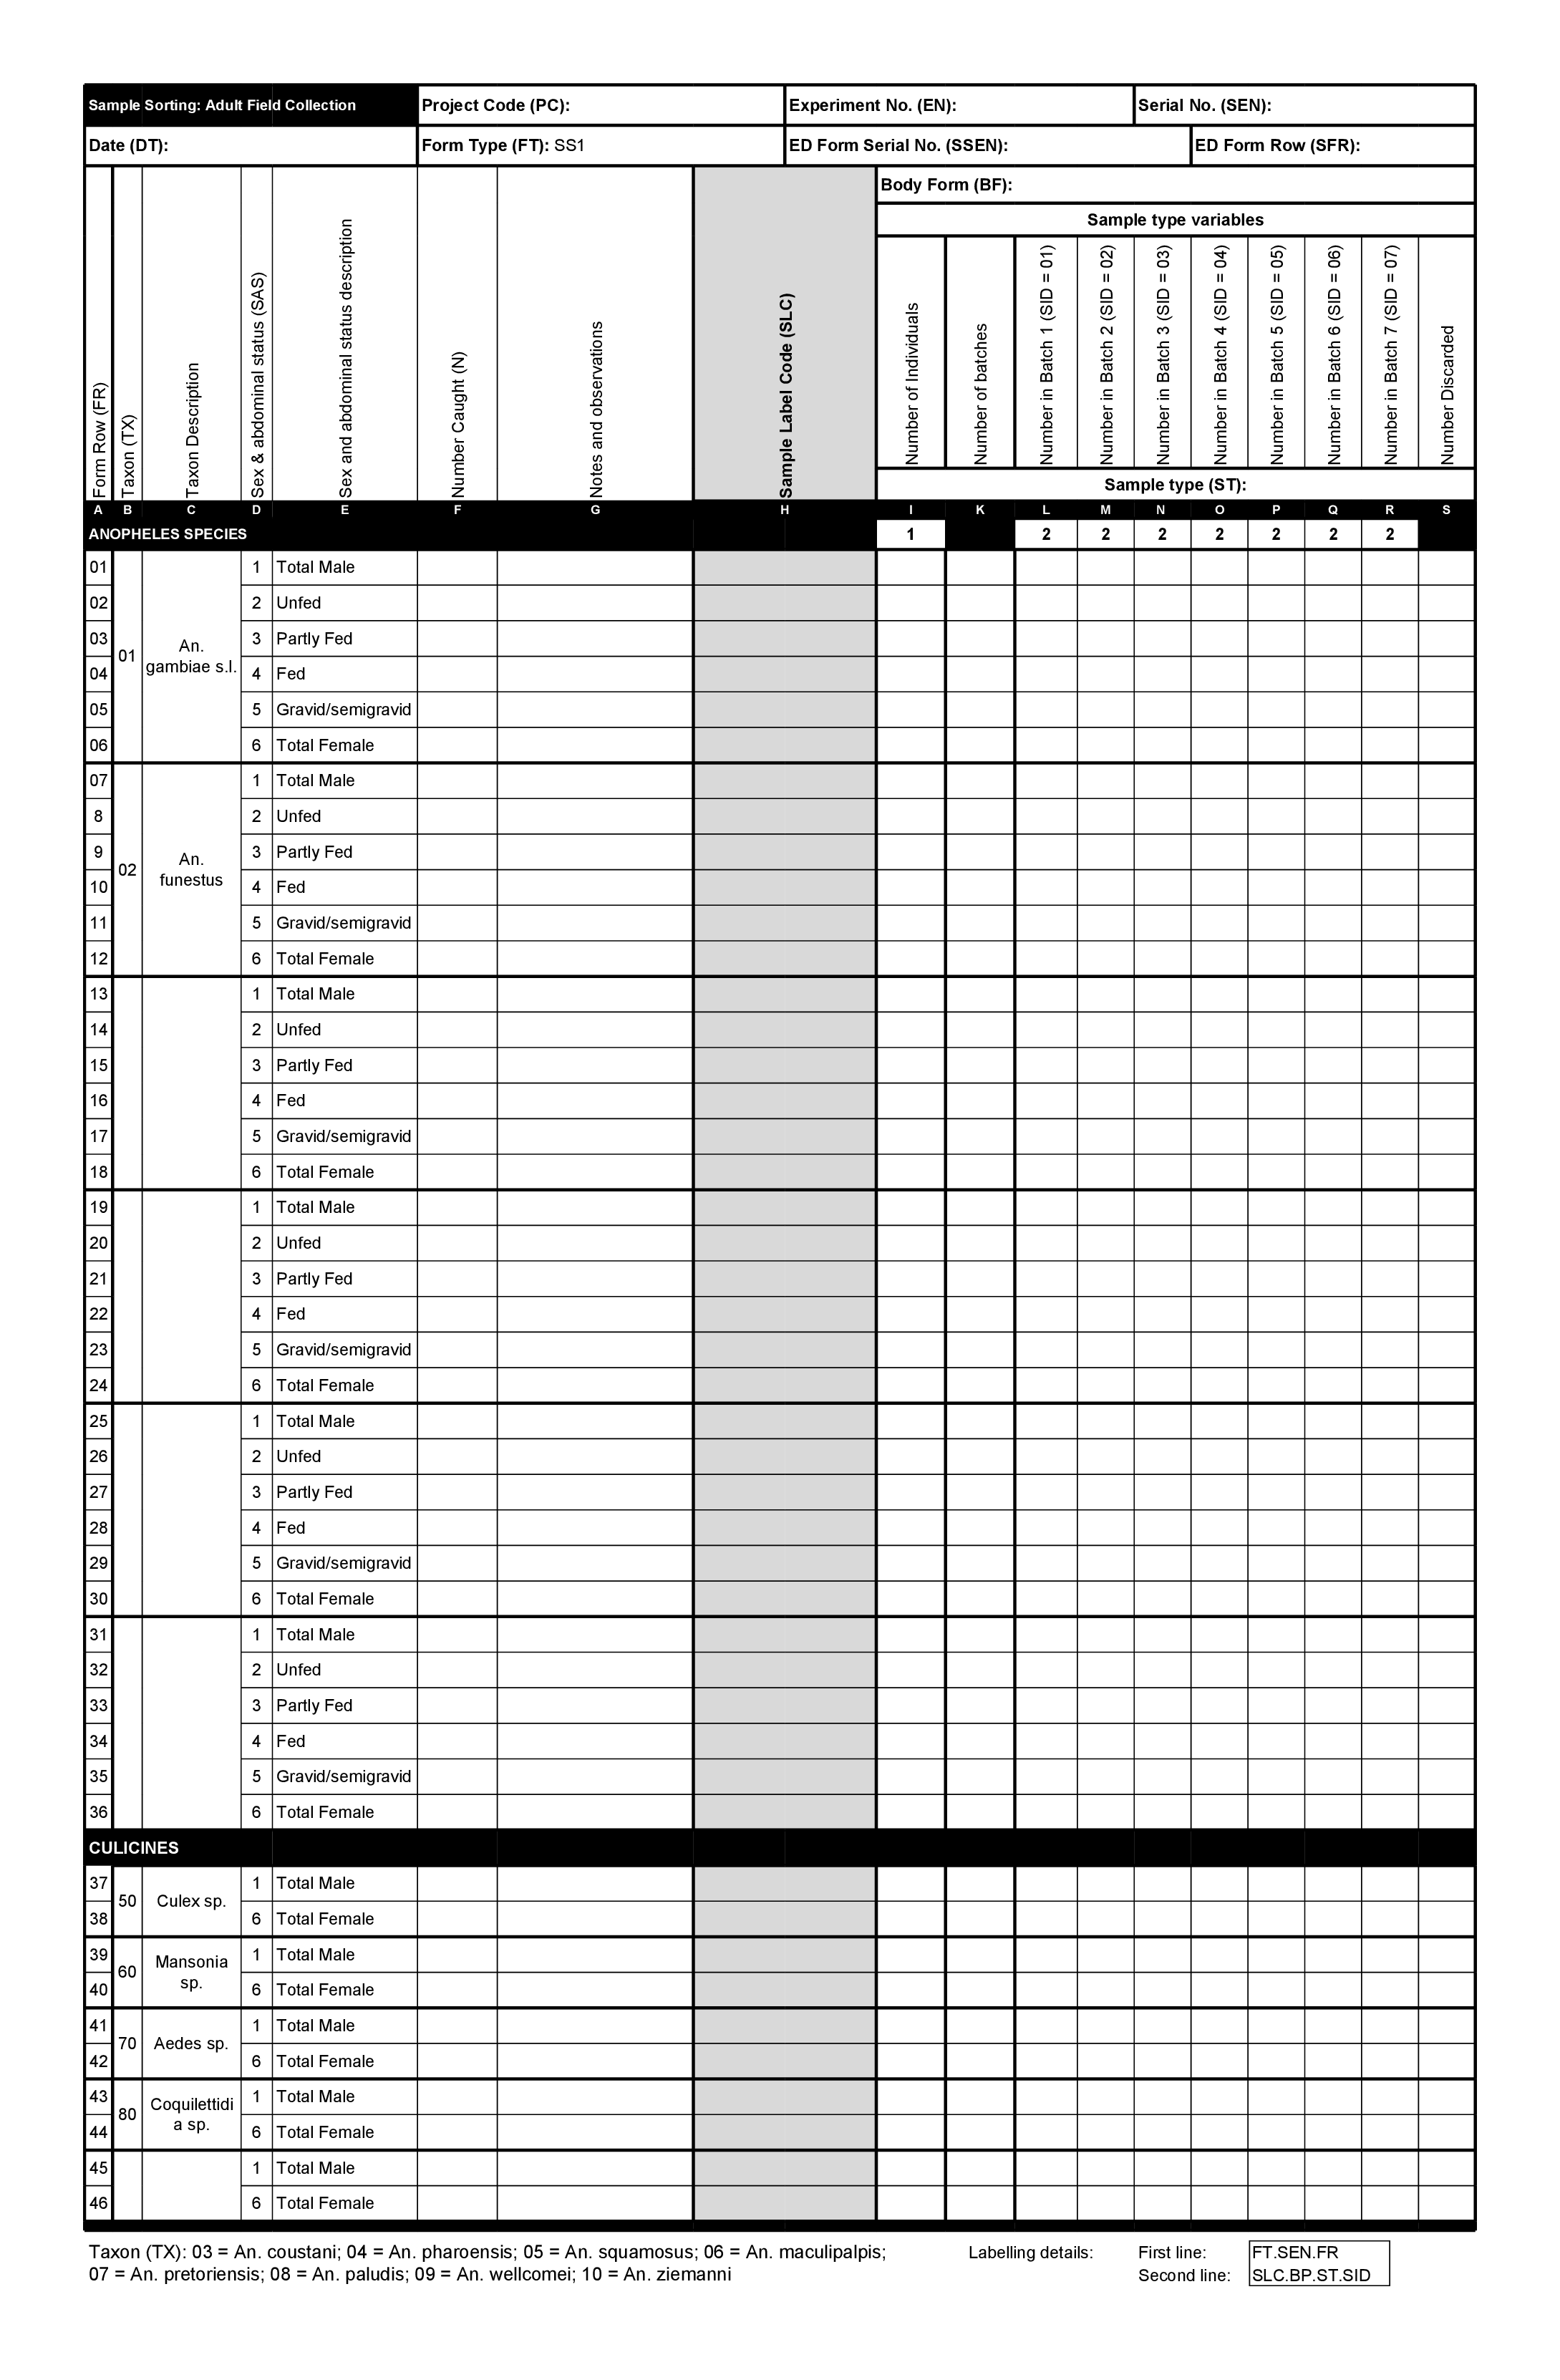 Sample Sorting: Adult Field Collection Project Code (PC): Experiment No. (EN): Serial No. (SEN):
Date (DT): Form Type (FT): SS1 ED Form Serial No. (SSEN): ED Form Row (SFR):
Form Row (FR)
Taxon (TX)
Taxon Description
Sex & abdominal status (SAS)
Sex and abdominal status description
Number Caught (N)
Notes and observations
Sample Label Code (SLC)
Body Form (BF):
Sample type variables
Number of Individuals
Number of batches
Number in Batch 1 (SID = 01)
Number in Batch 2 (SID = 02)
Number in Batch 3 (SID = 03)
Number in Batch 4 (SID = 04)
Number in Batch 5 (SID = 05)
Number in Batch 6 (SID = 06)
Number in Batch 7 (SID = 07)
Number Discarded
Sample type (ST):
A B C D E F G H I K L M N O P Q R S
ANOPHELES SPECIES 1 2 2 2 2 2 2 2
01
An.
gambiae s.l.
01 1 Total Male
02 2 Unfed
03 3 Partly Fed
04 4 Fed
05 5 Gravid/semigravid
06 6 Total Female
02
An.
funestus
07 1 Total Male
8 2 Unfed
9 3 Partly Fed
10 4 Fed
11 5 Gravid/semigravid
12 6 Total Female
13 1 Total Male
14 2 Unfed
15 3 Partly Fed
16 4 Fed
17 5 Gravid/semigravid
18 6 Total Female
19 1 Total Male
20 2 Unfed
21 3 Partly Fed
22 4 Fed
23 5 Gravid/semigravid
24 6 Total Female
25 1 Total Male
26 2 Unfed
27 3 Partly Fed
28 4 Fed
29 5 Gravid/semigravid
30 6 Total Female
31 1 Total Male
32 2 Unfed
33 3 Partly Fed
34 4 Fed
35 5 Gravid/semigravid
36 6 Total Female
CULICINES
50 Culex sp.
37 1 Total Male
38 6 Total Female
60
Mansonia
sp.
39 1 Total Male
40 6 Total Female
70 Aedes sp.
41 1 Total Male
42 6 Total Female
80
Coquilettidi
a sp.
43 1 Total Male
44 6 Total Female
45 1 Total Male
46 6 Total Female
Taxon (TX): 03 = An. coustani; 04 = An. pharoensis; 05 = An. squamosus; 06 = An. maculipalpis;
07 = An. pretoriensis; 08 = An. paludis; 09 = An. wellcomei; 10 = An. ziemanni
Labelling details: First line: FT.SEN.FR
Second line: SLC.BP.ST.SID